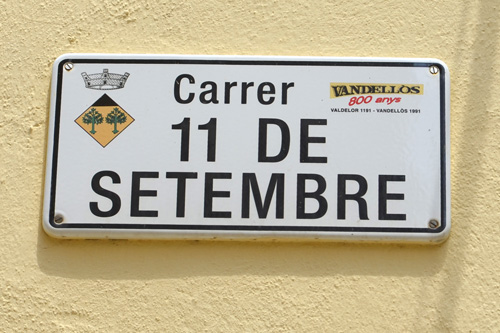 Carrer
VANDELLÒS
800 anys
VALDELOR 1191 - VANDELLÒS 1991
11 DE
SETEMBRE